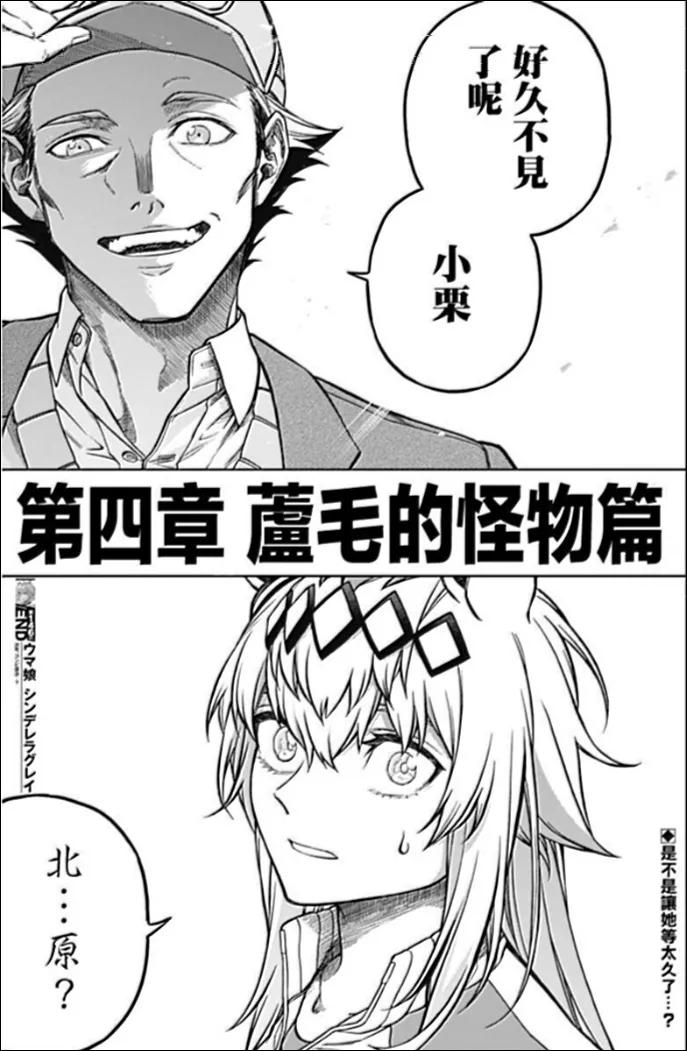 好久不見
了呢
小栗
第四章 蘆毛的怪物篇
END
ウマ娘 シンデレラグレイ
北…原？
◆是不是讓她等太久了…？